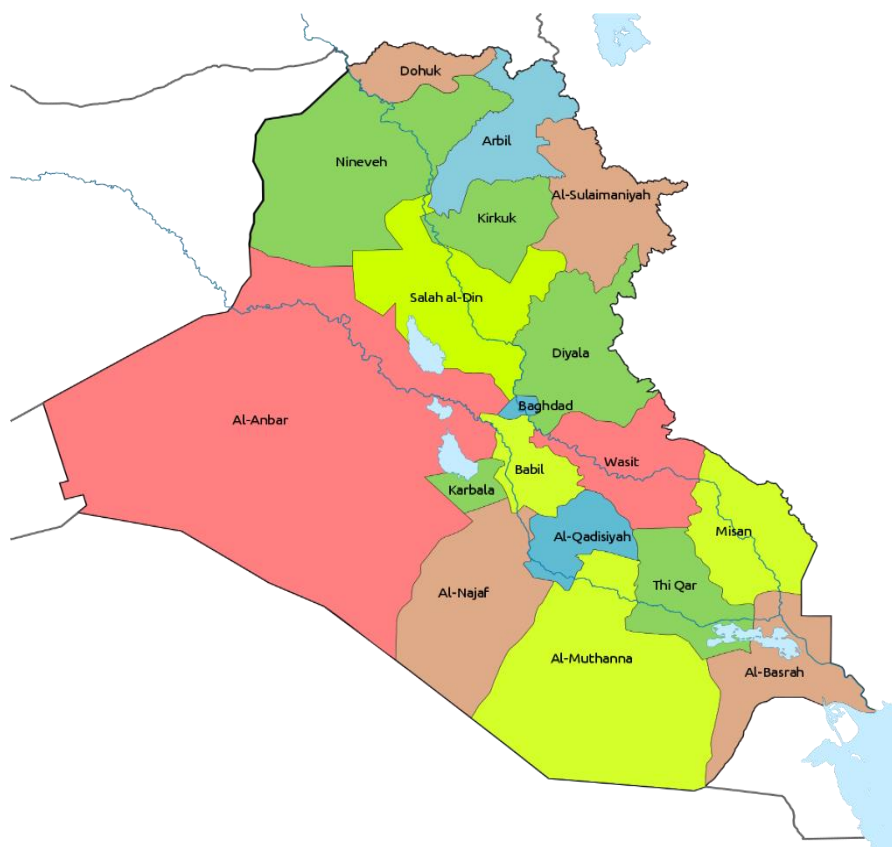 Dohuk
Arbil
Nineveh
Al-Sulaimaniyah
Kirkuk
Salah al-Din
Diyala
Baghdad
Al-Anbar
Wasit
Babil
Karbala
Misan
Al-Qadisiyah
Thi Qar
Al-Najaf
Al-Muthanna
Al-Basrah